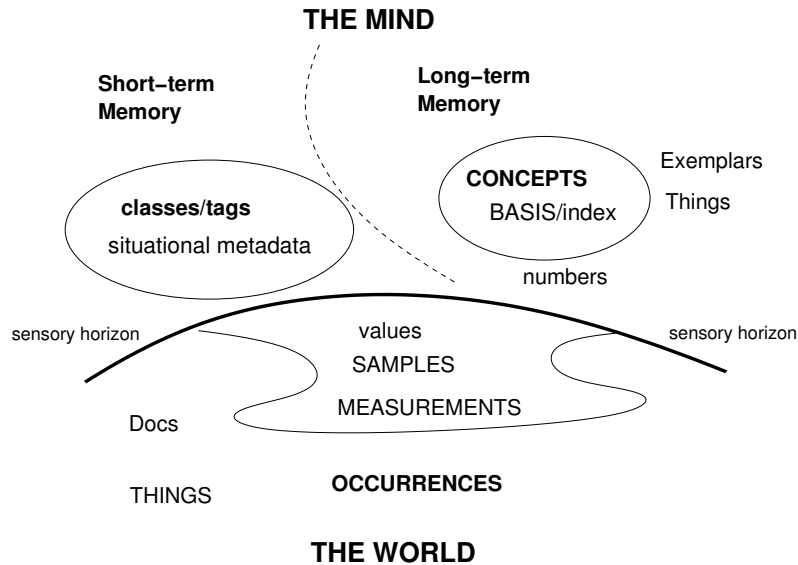 THE MIND
Short–term
Memory
Long–term
Memory
classes/tags
situational metadata
CONCEPTS
BASIS/index
Exemplars
Things
numbers
sensory horizon
values
sensory horizon
SAMPLES
MEASUREMENTS
Docs
THINGS
OCCURRENCES
THE WORLD